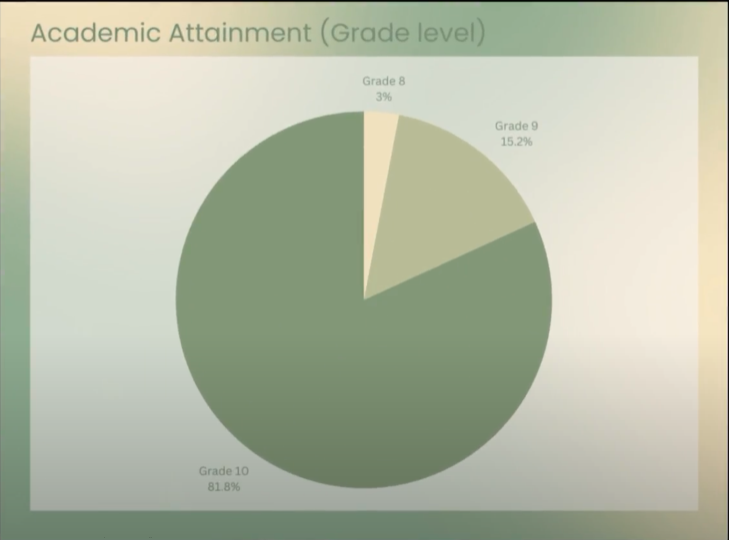 Academic Attainment (Grade level)
Grade 8
3%
Grade 9
15.2%
Grade 10
81.8%